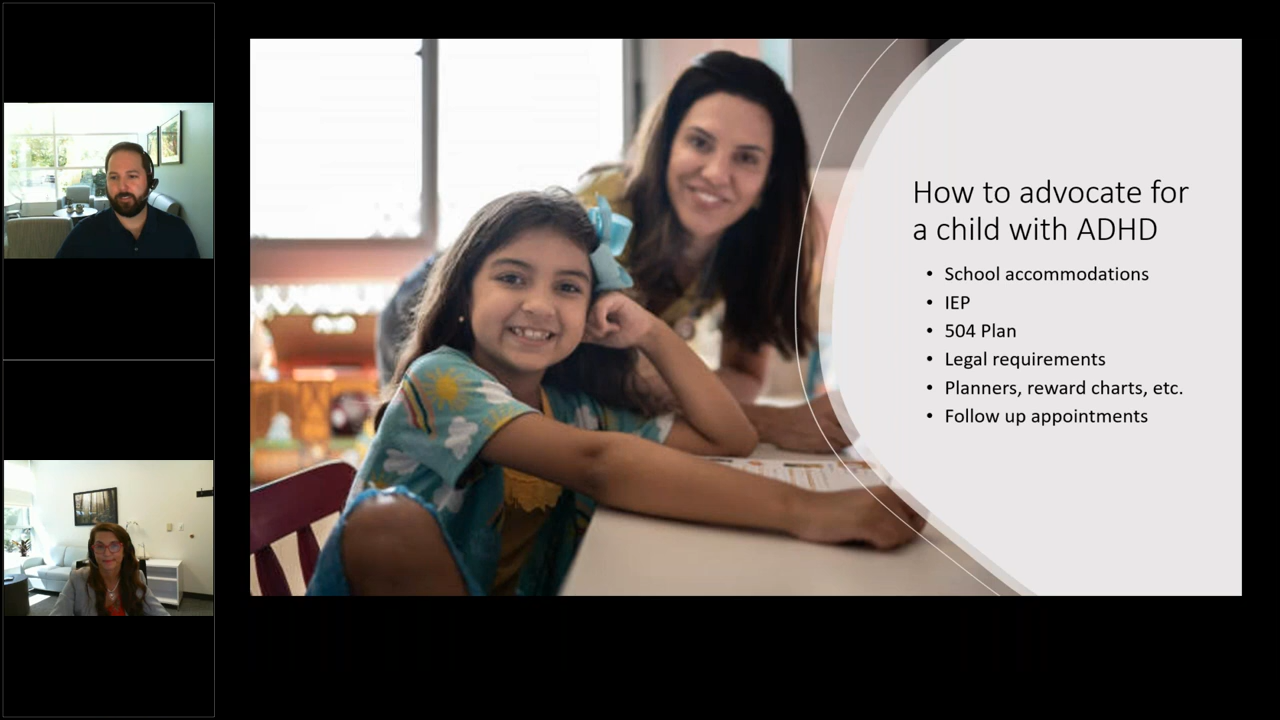 How to advocate for
a child with ADHD
• School accommodations
• IEP
• 504 Plan
• Legal requirements
• Planners, reward charts, etc.
• Follow up appointments